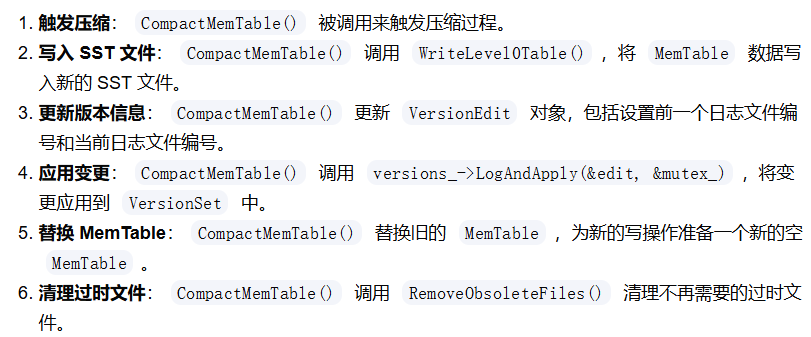 1. 触发压缩： CompactMemTable() 被调用来触发压缩过程。
2. 写入 SST 文件： CompactMemTable() 调用 WriteLevel0Table() ，将 MemTable 数据写
入新的 SST 文件。
3. 更新版本信息： CompactMemTable() 更新 VersionEdit 对象，包括设置前一个日志文件编
号和当前日志文件编号。
4. 应用变更： CompactMemTable() 调用 versions_->LogAndApply(&edit, &mutex_) ，将变
更应用到 VersionSet 中。
5. 替换 MemTable： CompactMemTable() 替换旧的 MemTable ，为新的写操作准备一个新的空
MemTable 。
6. 清理过时文件： CompactMemTable() 调用 RemoveObsoleteFiles() 清理不再需要的过时文
件。